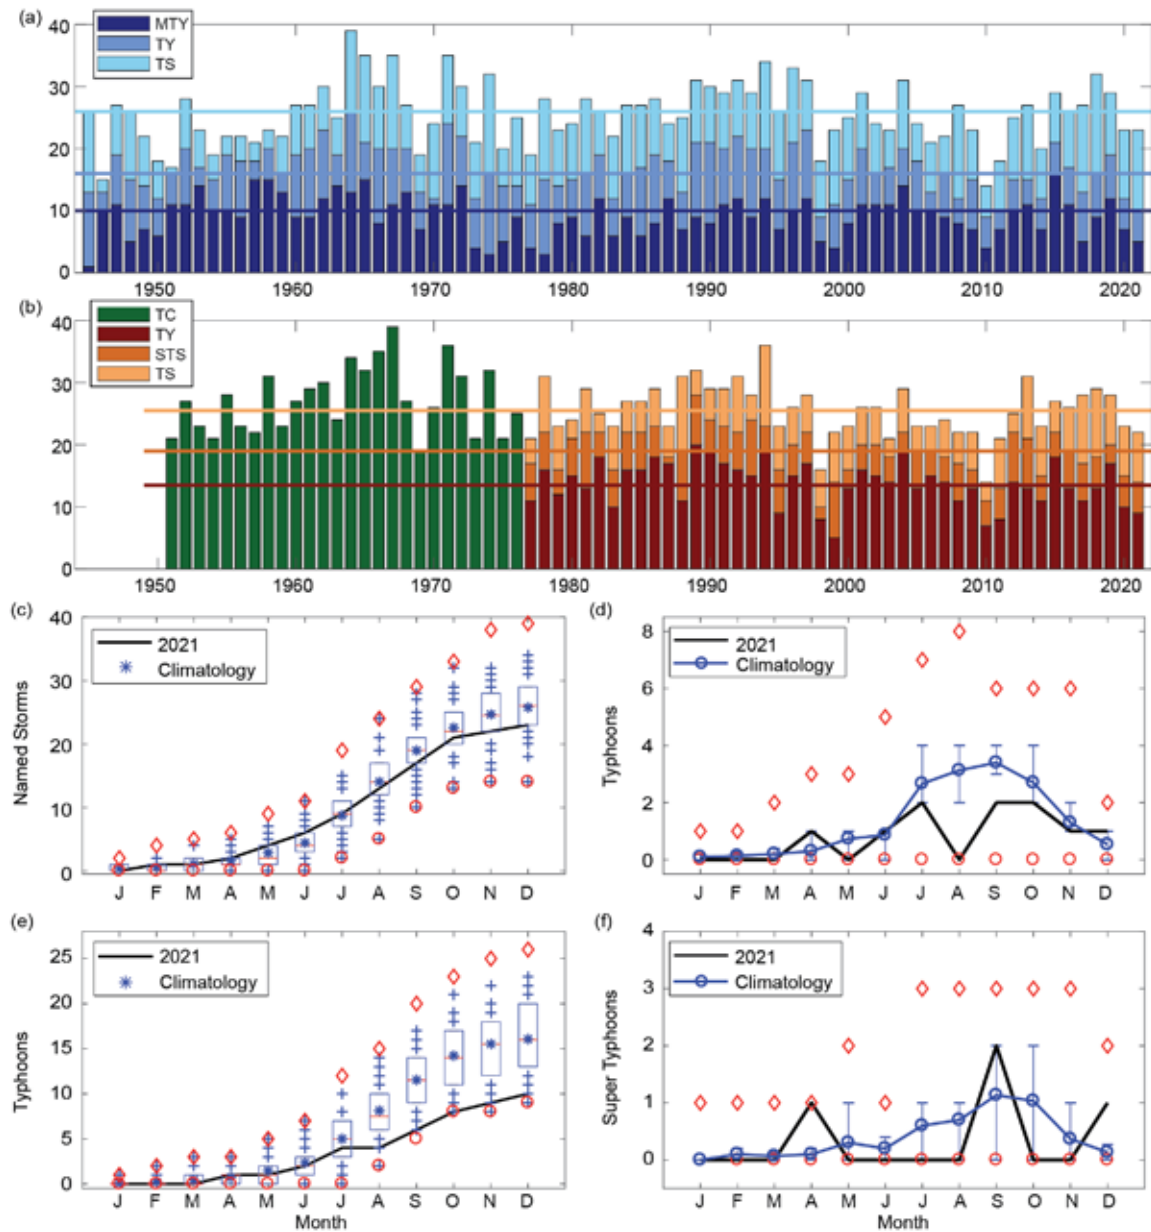 (a)
40
30
20
10
0
MTY
TY
TS
1950 1960 1970 1980 1990 2000 2010 2020
(b)
40
30
20
10
0
TC
TY
STS
TS
1950 1960 1970 1980 1990 2000 2010 2020
(c)
40
30
20
10
0
Named Storms
2021
Climatology
J F M A M J J A S O N D
(d)
8
6
4
2
0
Typhoons
2021
Climatology
J F M A M J J A S O N D
(e)
25
20
15
10
5
0
Typhoons
2021
Climatology
J F M A M J J A S O N D
Month
(f)
4
3
2
1
0
Super Typhoons
2021
Climatology
J F M A M J J A S O N D
Month